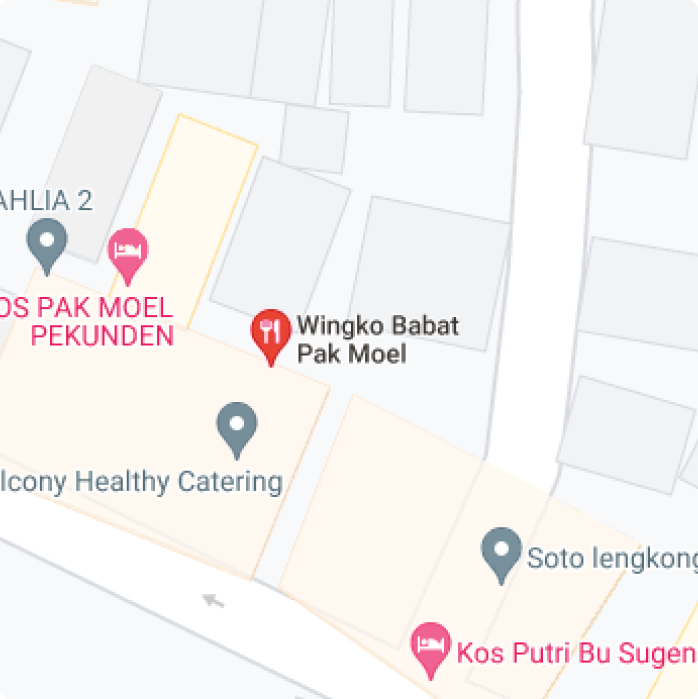 AHLIA 2
OS PAK MOEL
PEKUNDEN
Wingko Babat
Pak Moel
lcony Healthy Catering
Soto lengkong
Kos Putri Bu Sugen